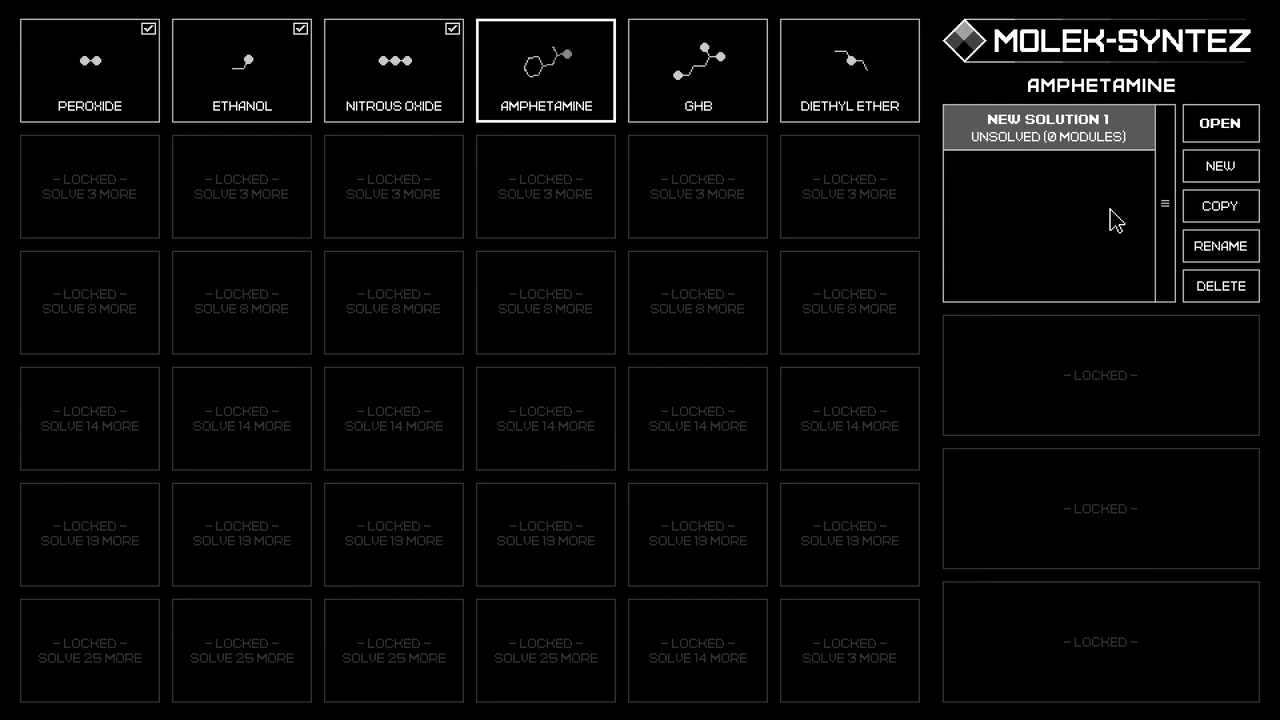 MOLEK-SYNTEZ
PEROXIDE
ETHANOL
NITROUS OXIDE
AMPHETAMINE
GHB
DIETHYL ETHER
- LOCKED -
SOLVE 3 MORE
- LOCKED -
SOLVE 3 MORE
- LOCKED -
SOLVE 3 MORE
- LOCKED -
SOLVE 3 MORE
- LOCKED -
SOLVE 3 MORE
- LOCKED -
SOLVE 3 MORE
- LOCKED -
SOLVE 8 MORE
- LOCKED -
SOLVE 8 MORE
- LOCKED -
SOLVE 8 MORE
- LOCKED -
SOLVE 8 MORE
- LOCKED -
SOLVE 8 MORE
- LOCKED -
SOLVE 8 MORE
- LOCKED -
SOLVE 14 MORE
- LOCKED -
SOLVE 14 MORE
- LOCKED -
SOLVE 14 MORE
- LOCKED -
SOLVE 14 MORE
- LOCKED -
SOLVE 14 MORE
- LOCKED -
SOLVE 14 MORE
- LOCKED -
SOLVE 19 MORE
- LOCKED -
SOLVE 19 MORE
- LOCKED -
SOLVE 19 MORE
- LOCKED -
SOLVE 19 MORE
- LOCKED -
SOLVE 19 MORE
- LOCKED -
SOLVE 19 MORE
- LOCKED -
SOLVE 25 MORE
- LOCKED -
SOLVE 25 MORE
- LOCKED -
SOLVE 25 MORE
- LOCKED -
SOLVE 25 MORE
- LOCKED -
SOLVE 14 MORE
- LOCKED -
SOLVE 3 MORE
AMPHETAMINE
NEW SOLUTION 1
UNSOLVED (0 MODULES)
OPEN
NEW
COPY
RENAME
DELETE
- LOCKED -
- LOCKED -
- LOCKED -